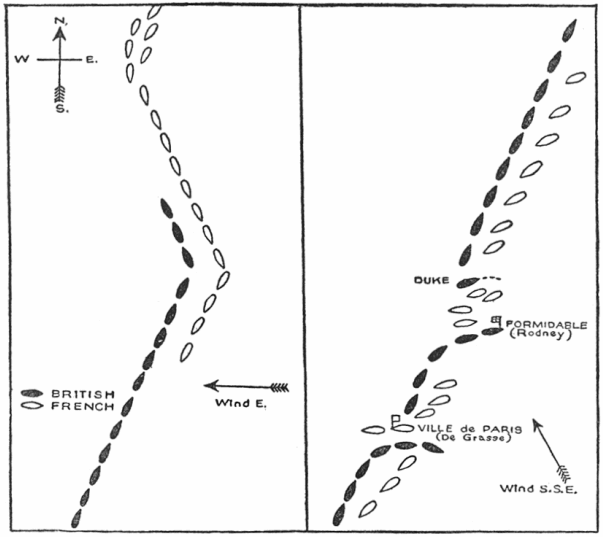 N.
W E.
S.
BRITISH
FRENCH
Wind E.
DUKE
FORMIDABLE
(Rodney)
VILLE de PARIS
(De Grasse)
Wind S.S.E.